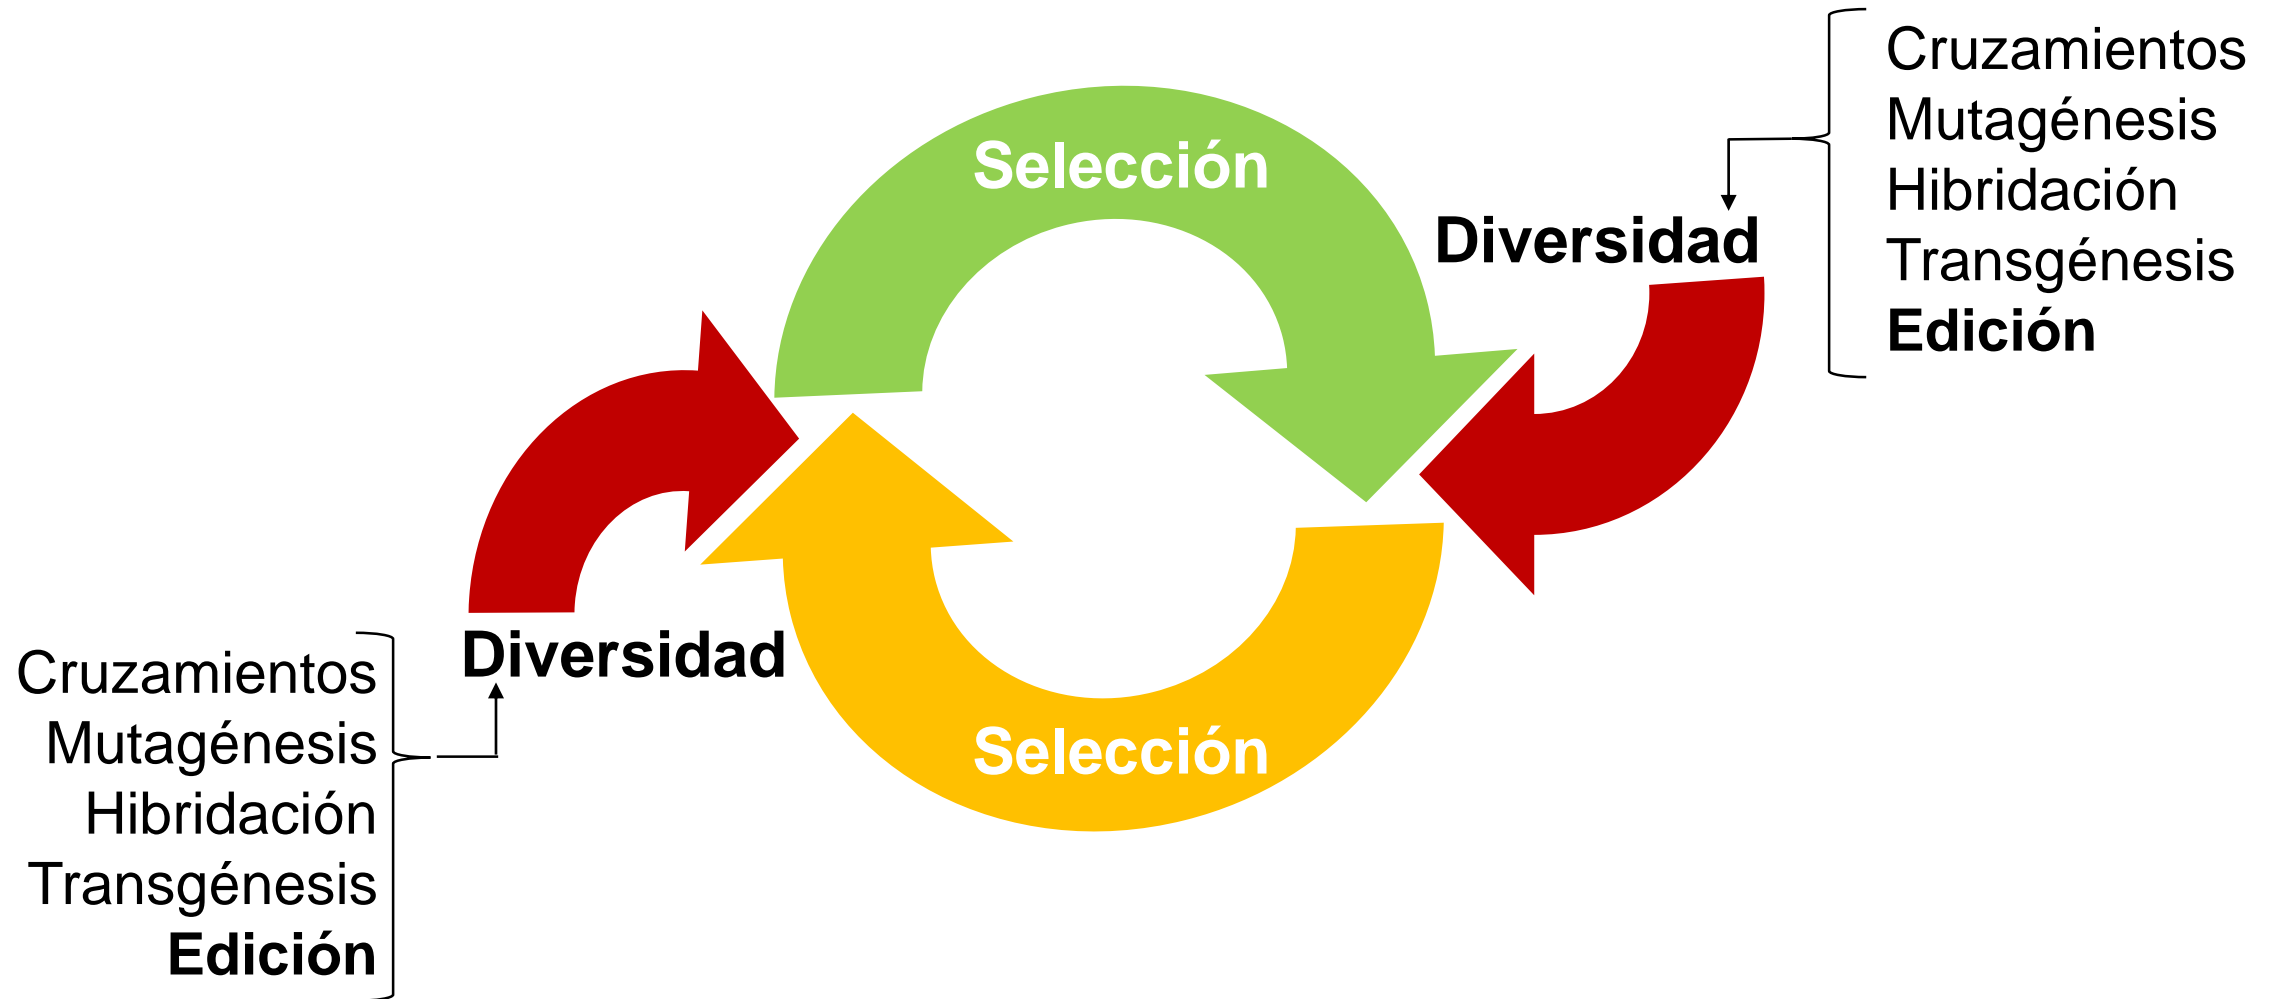 Selección
Diversidad
Cruzamientos
Mutagénesis
Hibridación
Transgénesis
Edición
Diversidad
Cruzamientos
Mutagénesis
Hibridación
Transgénesis
Edición
Selección